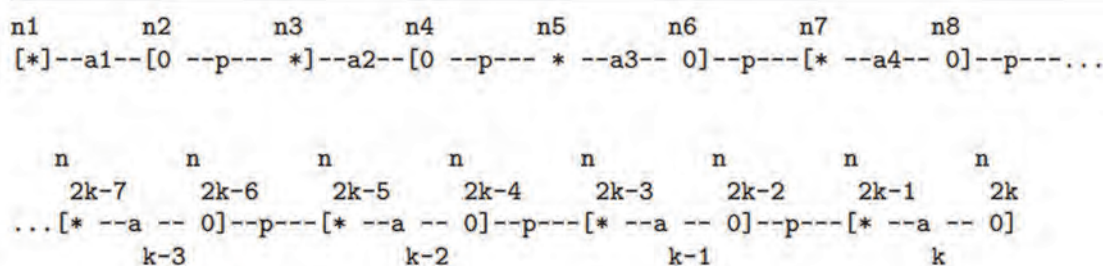 n1 n2 n3 n4 n5 n6 n7 n8
[*]--a1--[0 --p--- *]--a2--[0 --p--- * --a3-- 0]--p---[* --a4-- 0]--p---...
n n n n n n n n
2k-7 2k-6 2k-5 2k-4 2k-3 2k-2 2k-1 2k
...[* --a -- 0]--p---[* --a -- 0]--p---[* --a -- 0]--p---[* --a -- 0]
k-3 k-2 k-1 k